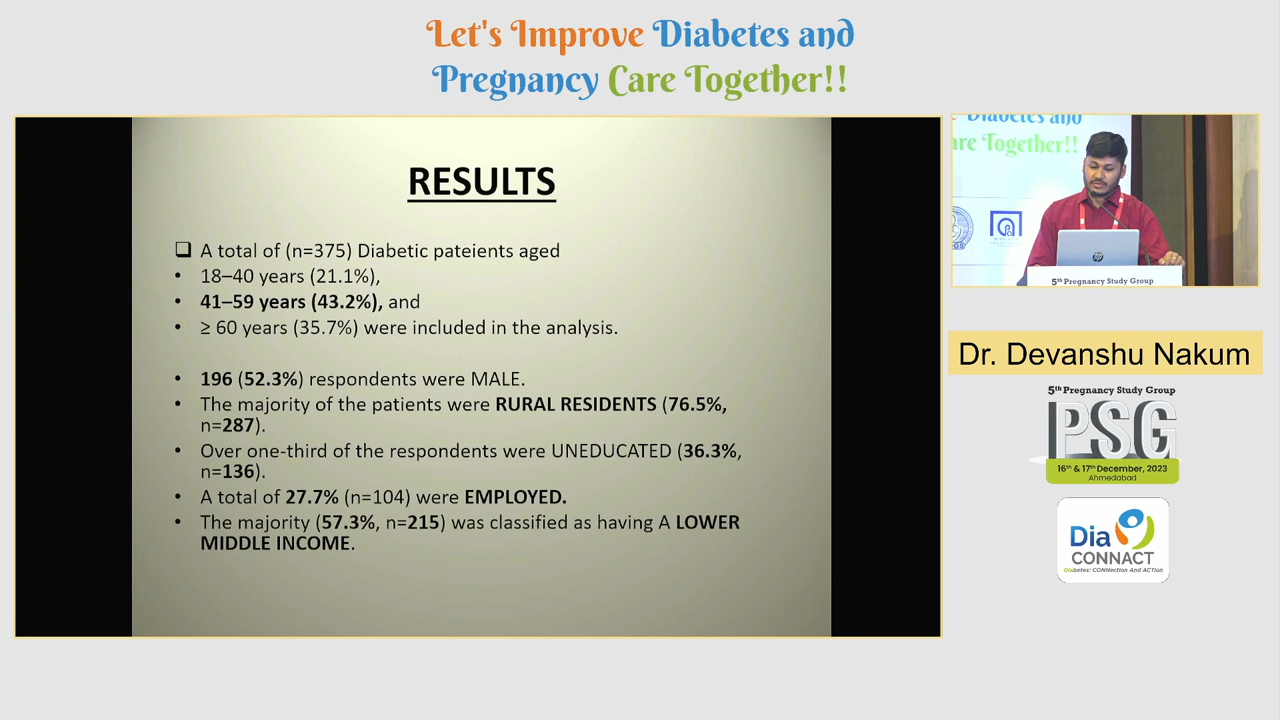 Let's Improve Diabetes and
Pregnancy Care Together!!
RESULTS
❑ A total of (n=375) Diabetic pateients aged
• 18–40 years (21.1%),
• 41–59 years (43.2%), and
• ≥ 60 years (35.7%) were included in the analysis.
• 196 (52.3%) respondents were MALE.
• The majority of the patients were RURAL RESIDENTS (76.5%,
n=287).
• Over one-third of the respondents were UNEDUCATED (36.3%,
n=136).
• A total of 27.7% (n=104) were EMPLOYED.
• The majority (57.3%, n=215) was classified as having A LOWER
MIDDLE INCOME.
Diabetes and
are Together!!
hp
5th Pregnancy Study Group
Dr. Devanshu Nakum
5th Pregnancy Study Group
PSG
16th & 17th December, 2023
Ahmedabad
Dia
CONNACT
Diabetes: CONNection And ACTion